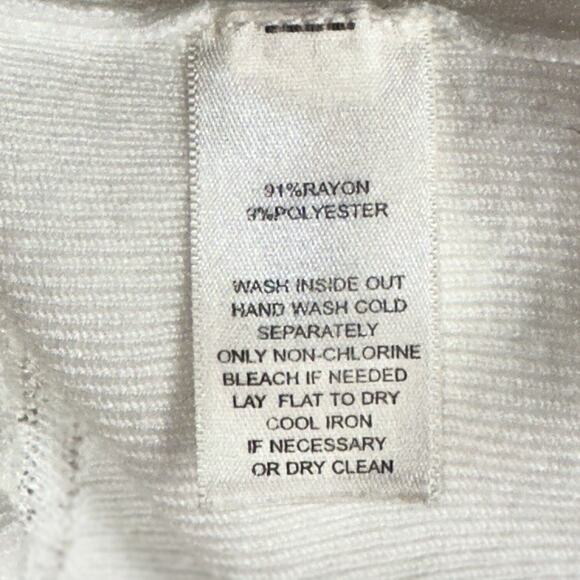 91%RAYON
9%POLYESTER
WASH INSIDE OUT
HAND WASH COLD
SEPARATELY
ONLY NON-CHLORINE
BLEACH IF NEEDED
LAY FLAT TO DRY
COOL IRON
IF NECESSARY
OR DRY CLEAN